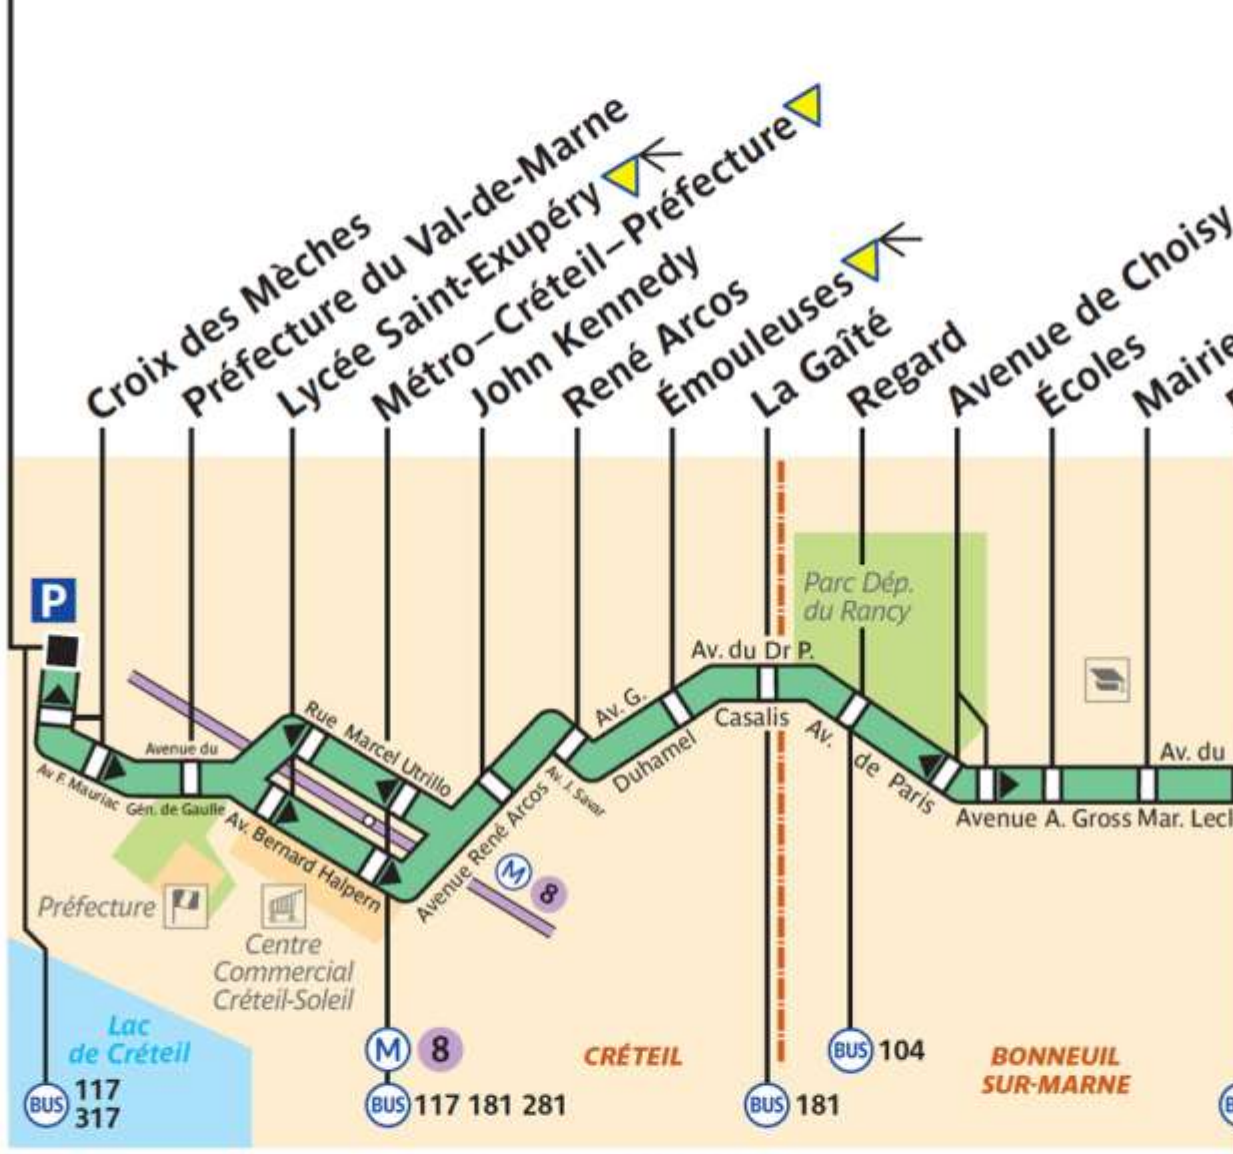 Croix des Mèches
Préfecture du Val-de-Marne
Lycée Saint-Exupéry
Métro–Créteil–Préfecture
John Kennedy
René Arcos
Émouleuses
La Gaîté
Regard
Avenue de Choisy
Écoles
Mairie
P
Parc Dép.
du Rancy
Av. du Dr P.
Casalis
Av. G.
Duhamel
Rue Marcel Utrillo
Avenue du
Gén. de Gaulle
Av. F. Mauriac
Av. Bernard Halpern
Avenue René Arcos
Av. J. Savar
Av. de Paris
Av. du
Avenue A. Gross Mar. Lecl
M 8
Préfecture
Centre
Commercial
Créteil-Soleil
Lac
de Créteil
M 8
CRÉTEIL
BUS 104
BONNEUIL
SUR-MARNE
BUS 117
317
BUS 117 181 281
BUS 181